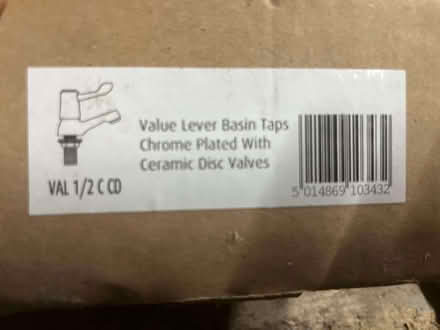 Value Lever Basin Taps
Chrome Plated With
Ceramic Disc Valves
VAL 1/2 C CD
5 014869 103432